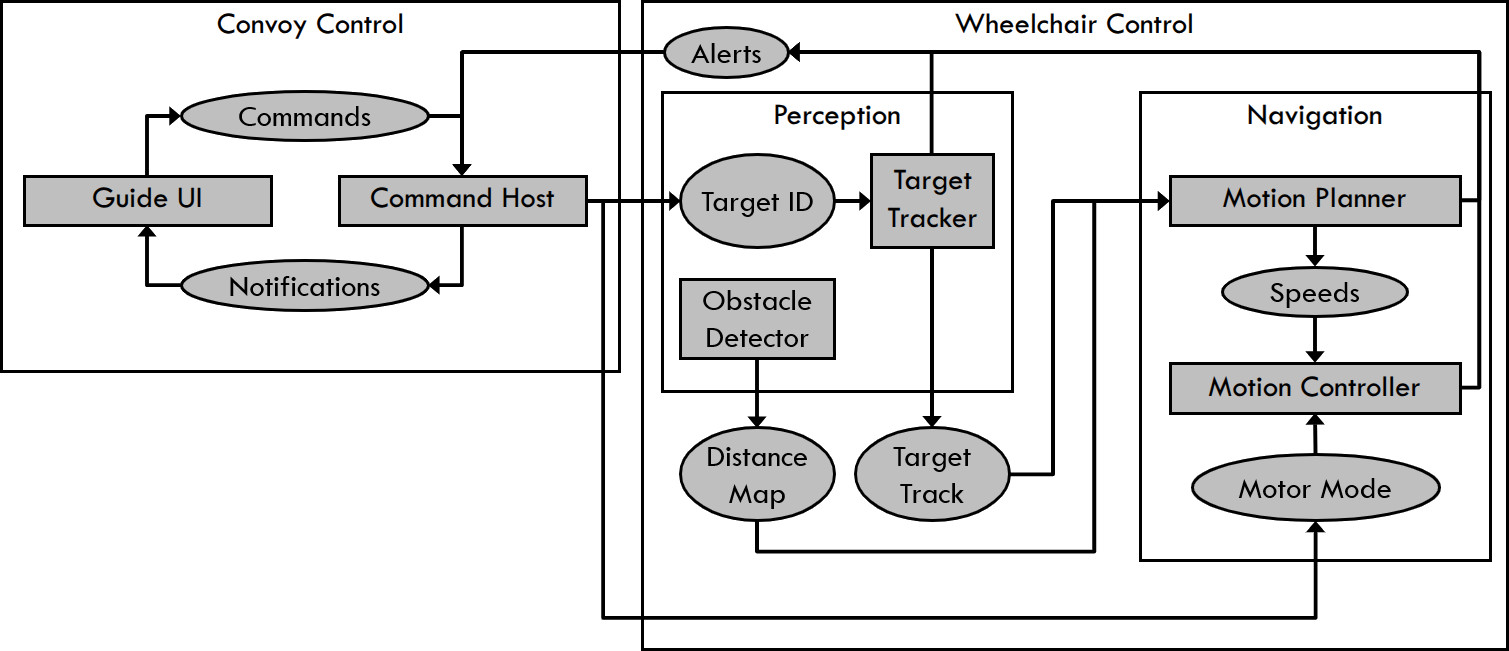 Convoy Control
Wheelchair Control
Alerts
Commands
Perception
Navigation
Guide UI
Command Host
Target ID
Target
Tracker
Motion Planner
Notifications
Obstacle
Detector
Speeds
Motion Controller
Distance
Map
Target
Track
Motor Mode